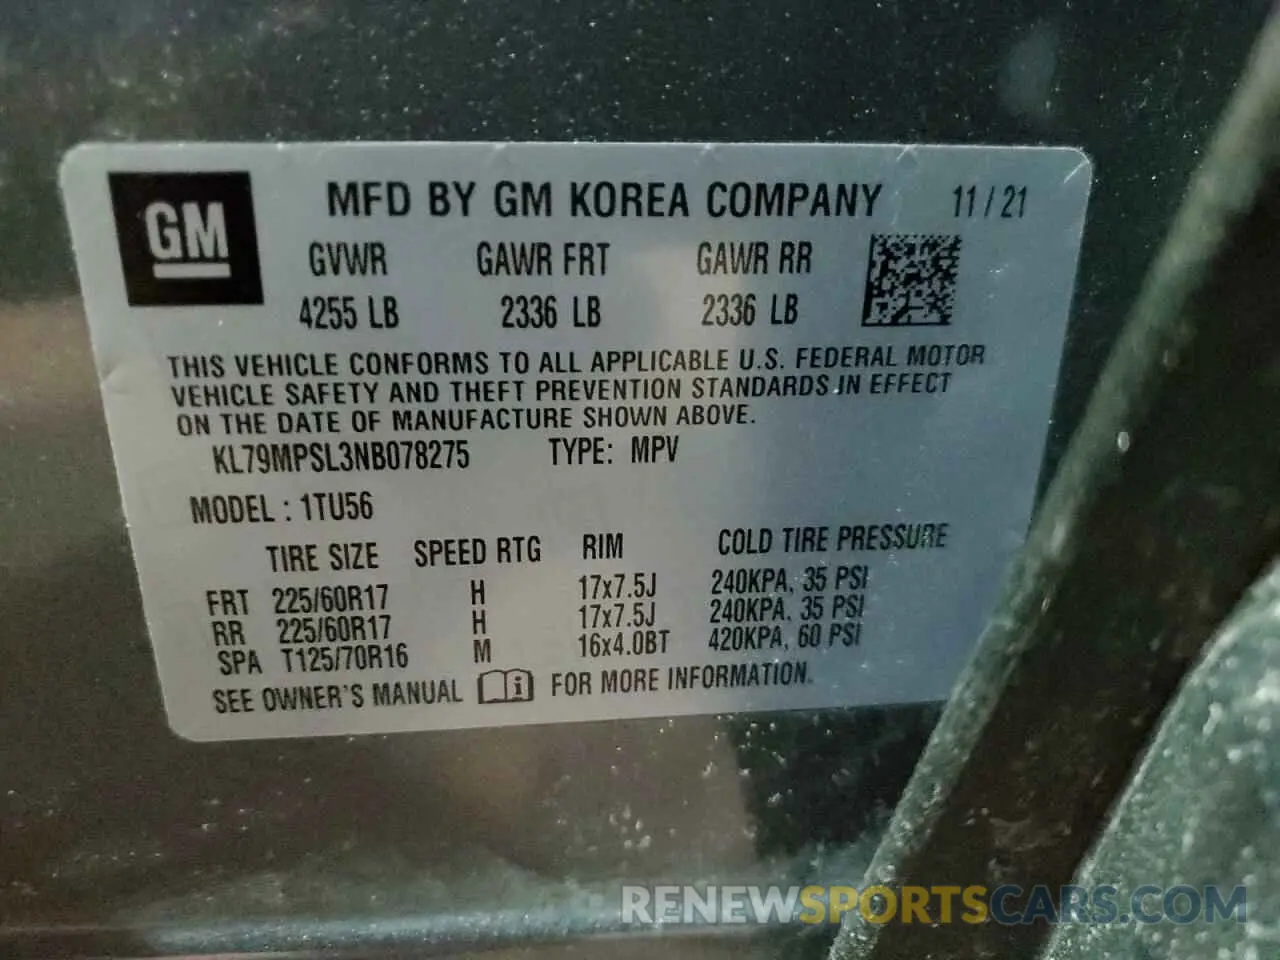 GM
MFD BY GM KOREA COMPANY 11/21
GVWR GAWR FRT GAWR RR
4255 LB 2336 LB 2336 LB
THIS VEHICLE CONFORMS TO ALL APPLICABLE U.S. FEDERAL MOTOR
VEHICLE SAFETY AND THEFT PREVENTION STANDARDS IN EFFECT
ON THE DATE OF MANUFACTURE SHOWN ABOVE.
KL79MPSL3NB078275 TYPE: MPV
MODEL : 1TU56
TIRE SIZE SPEED RTG RIM COLD TIRE PRESSURE
FRT 225/60R17 H 17x7.5J 240KPA, 35 PSI
RR 225/60R17 H 17x7.5J 240KPA, 35 PSI
SPA T125/70R16 M 16x4.0BT 420KPA, 60 PSI
SEE OWNER'S MANUAL i FOR MORE INFORMATION.
RENEWSPORTSCARS.COM